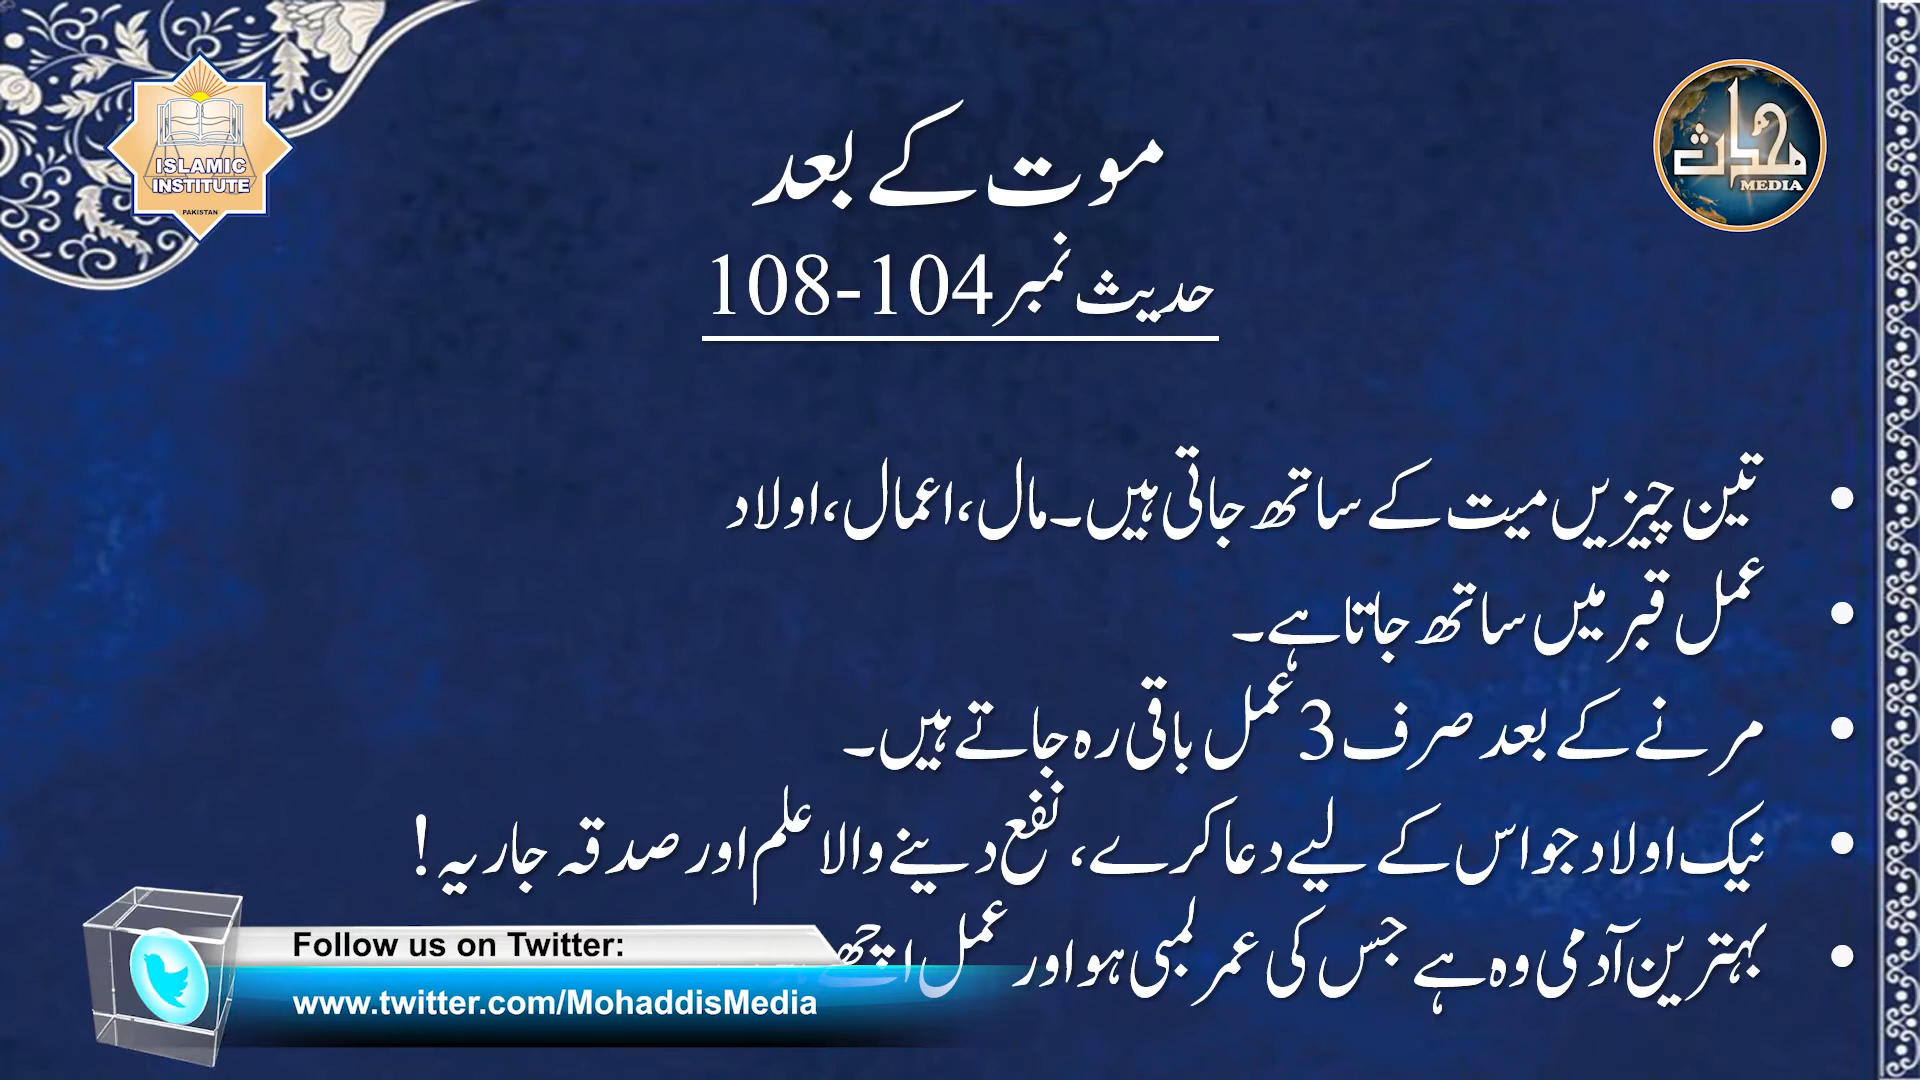 ISLAMIC
INSTITUTE
PAKISTAN
محدث
MEDIA
موت کے بعد
حدیث نمبر 104-108
تین چیزیں میت کے ساتھ جاتی ہیں۔ مال، اعمال، اولاد
عمل قبر میں ساتھ جاتا ہے۔
مرنے کے بعد صرف 3 عمل باقی رہ جاتے ہیں۔
نیک اولاد جو اس کے لیے دعا کرے، نفع دینے والا علم اور صدقہ جاریہ!
بہترین آدمی وہ ہے جس کی عمر لمبی ہو اور عمل اچھے
Follow us on Twitter:
www.twitter.com/MohaddisMedia